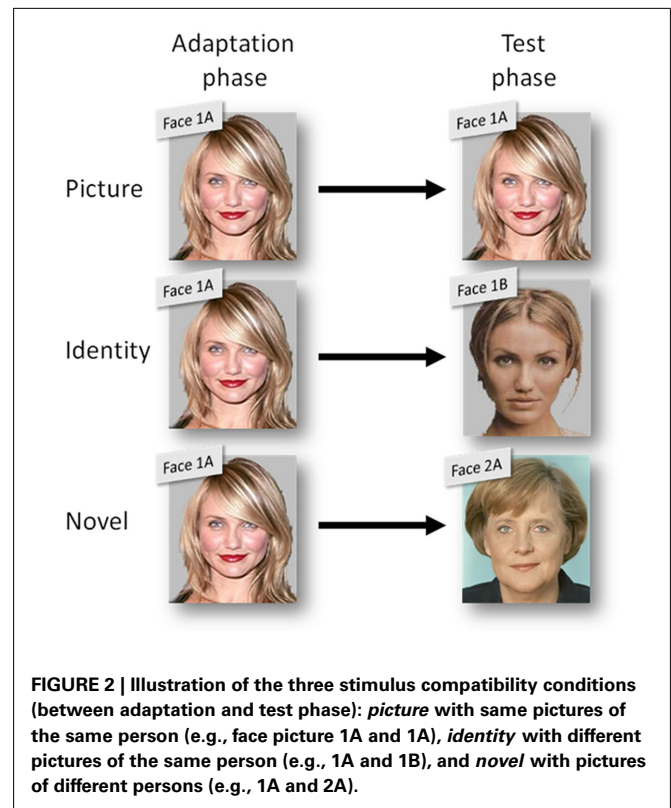 Adaptation phase
Test phase
Face 1A
Face 1A
Picture
Face 1A
Face 1B
Identity
Face 1A
Face 2A
Novel
FIGURE 2 | Illustration of the three stimulus compatibility conditions
(between adaptation and test phase): picture with same pictures of
the same person (e.g., face picture 1A and 1A), identity with different
pictures of the same person (e.g., 1A and 1B), and novel with pictures
of different persons (e.g., 1A and 2A).